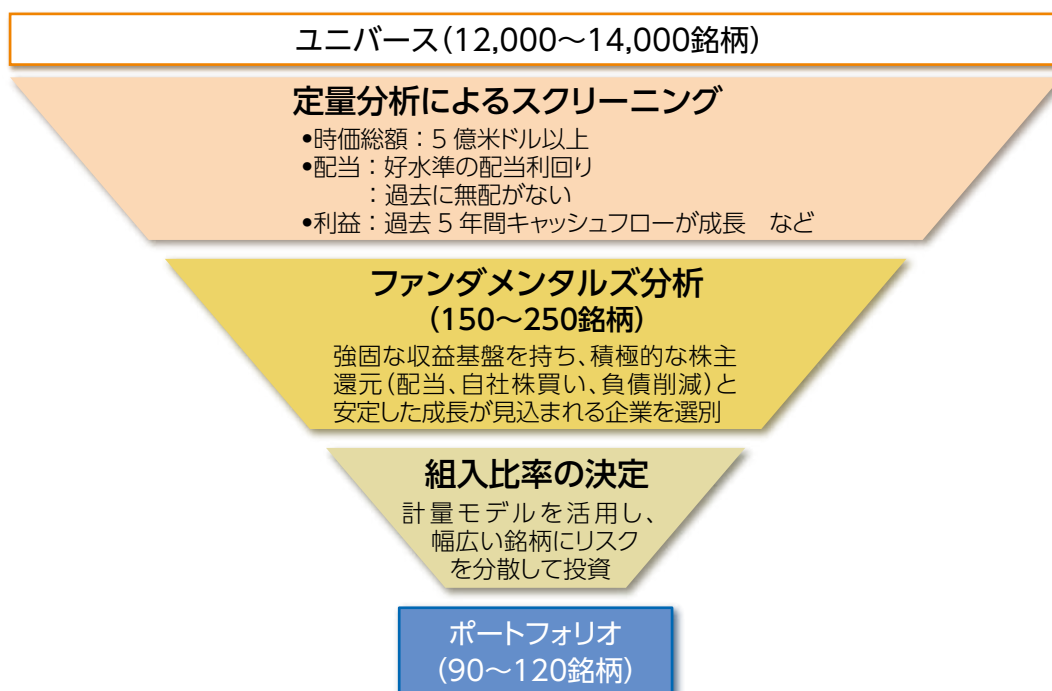 ユニバース(12,000〜14,000銘柄)
定量分析によるスクリーニング
•時価総額：5 億米ドル以上
•配当：好水準の配当利回り
：過去に無配がない
•利益：過去 5 年間キャッシュフローが成長　など
ファンダメンタルズ分析
(150〜250銘柄)
強固な収益基盤を持ち、積極的な株主
還元(配当、自社株買い、負債削減)と
安定した成長が見込まれる企業を選別
組入比率の決定
計量モデルを活用し、
幅広い銘柄にリスク
を分散して投資
ポートフォリオ
(90〜120銘柄)